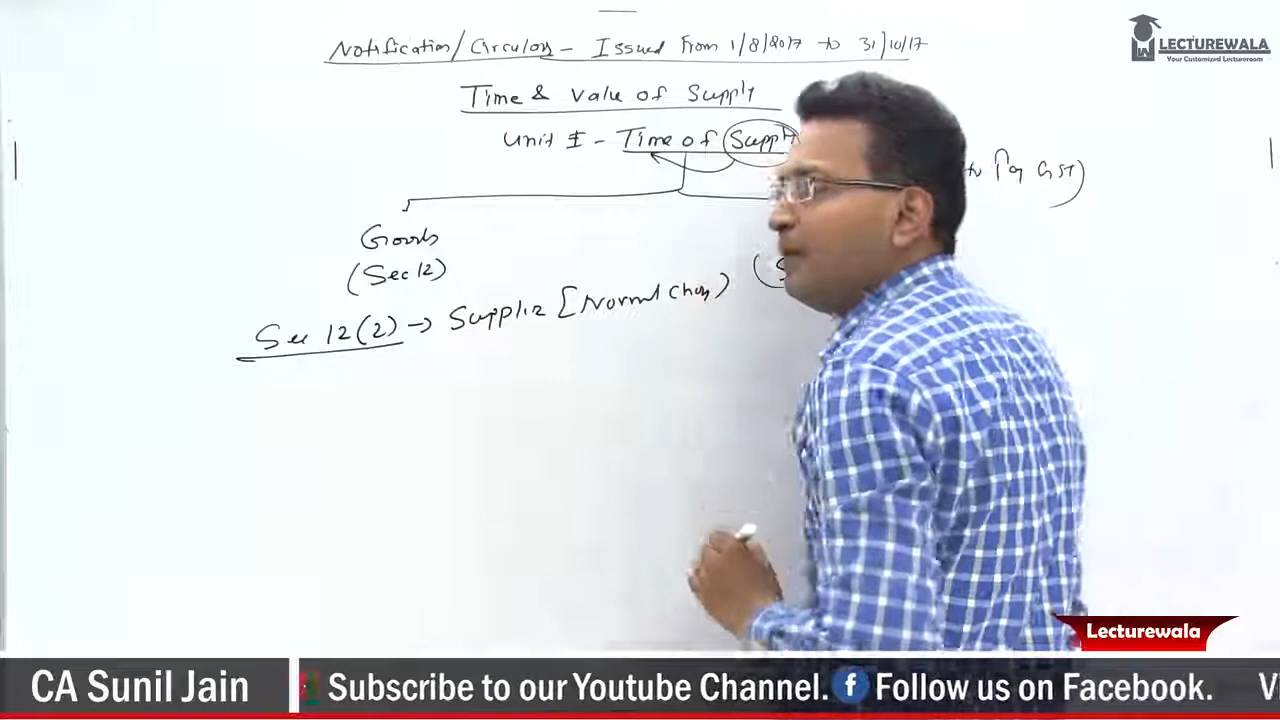 Notification/Circulars - Issued From 1/8/2017 to 31/10/17
LECTUREWALA
Your Customized Lectureroom
Time & Value of Supply
Unit I - Time of Supply
to Pay GST)
Goods
(Sec 12)
(S
Sec 12(2) → Supplier [Normal Charge)
Lecturewala
CA Sunil Jain
Subscribe to our Youtube Channel.
f Follow us on Facebook.
Vi